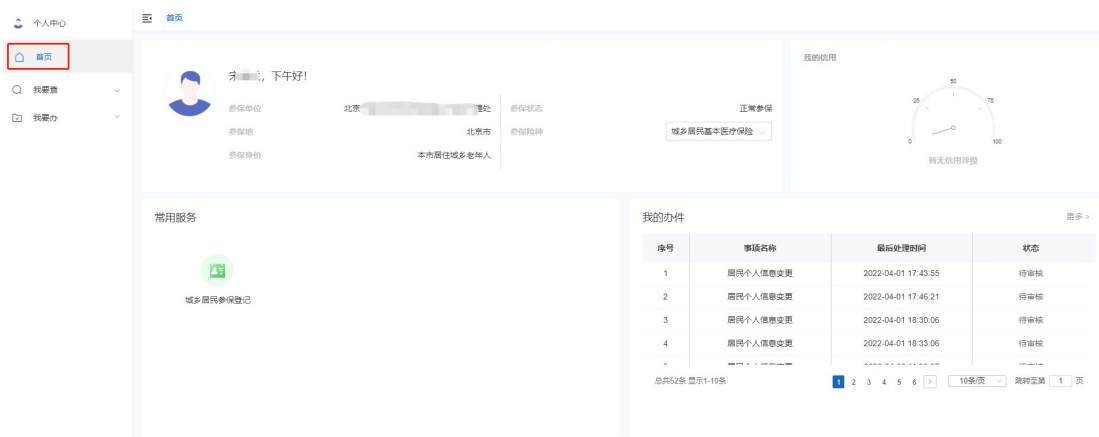 个人中心
首页
首页
我要查
我要办
宋
, 下午好!
参保单位
北京
理处
参保状态
正常参保
参保地
北京市
参保险种
城乡居民基本医疗保险
参保身份
本市居住城乡老年人
我的信用
0
25
50
75
100
暂无信用评级
常用服务
城乡居民参保登记
我的办件
更多 >
序号 事项名称 最后处理时间 状态
1 居民个人信息变更 2022-04-01 17:43:55 待审核
2 居民个人信息变更 2022-04-01 17:46:21 待审核
3 居民个人信息变更 2022-04-01 18:30:06 待审核
4 居民个人信息变更 2022-04-01 18:33:06 待审核
总共52条 显示1-10条
1 2 3 4 5 6 > 10条/页 跳转至第 1 页